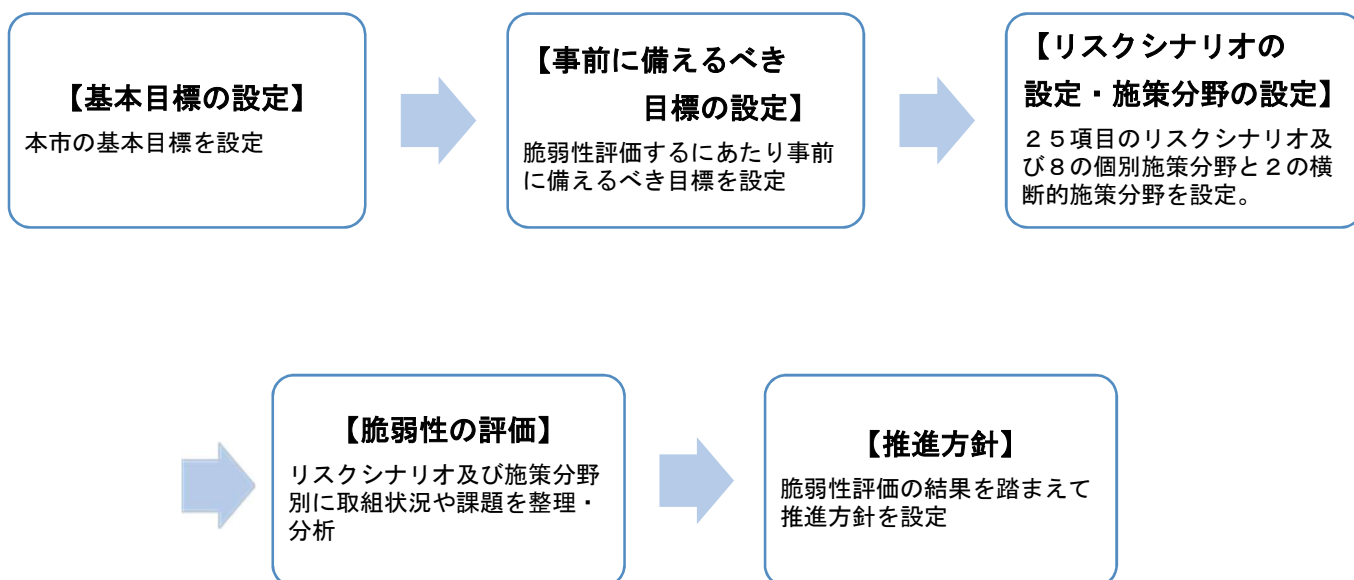 【基本目標の設定】
本市の基本目標を設定
【事前に備えるべき
目標の設定】
脆弱性評価するにあたり事前
に備えるべき目標を設定
【リスクシナリオの
設定・施策分野の設定】
２５項目のリスクシナリオ及
び８の個別施策分野と２の横
断的施策分野を設定。
【脆弱性の評価】
リスクシナリオ及び施策分野
別に取組状況や課題を整理・
分析
【推進方針】
脆弱性評価の結果を踏まえて
推進方針を設定